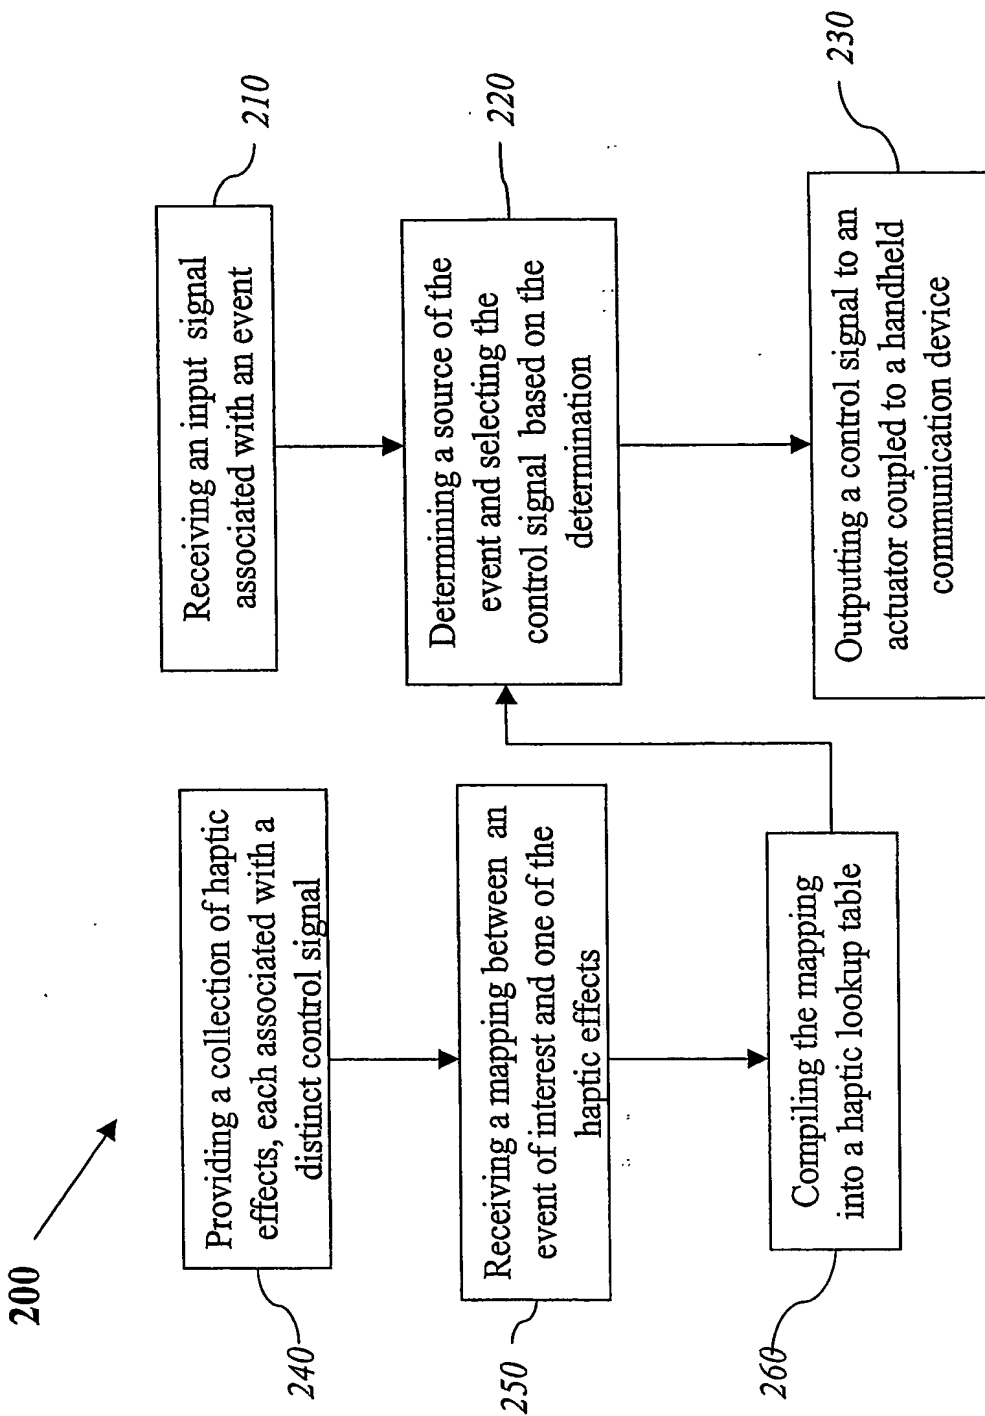 200
Providing a collection of haptic
effects, each associated with a
distinct control signal
240
Receiving a mapping between an
event of interest and one of the
haptic effects
250
Compiling the mapping
into a haptic lookup table
260
Receiving an input signal
associated with an event
210
Determining a source of the
event and selecting the
control signal based on the
determination
220
Outputting a control signal to an
actuator coupled to a handheld
communication device
230